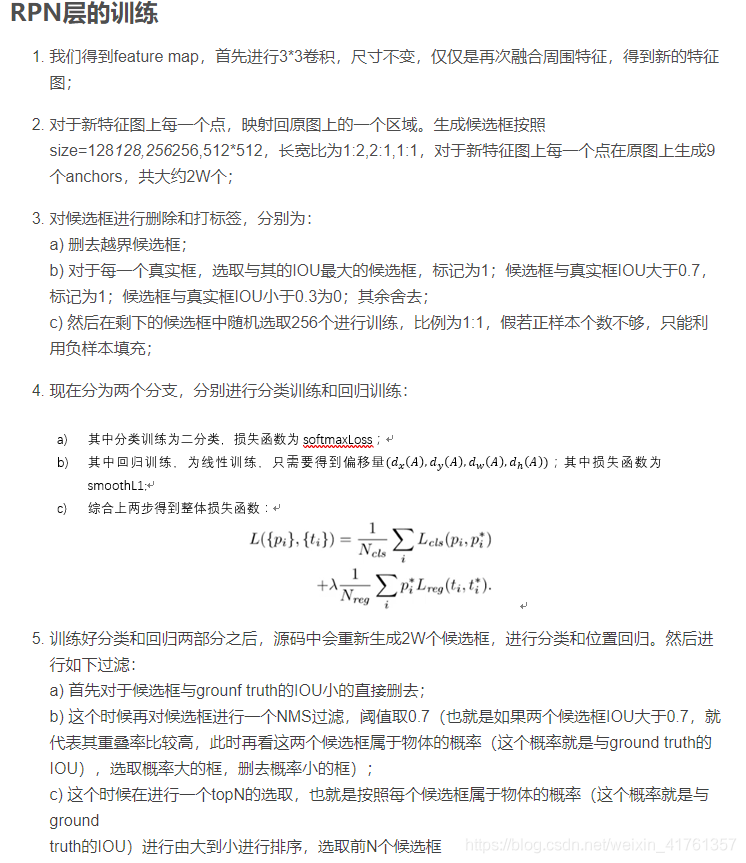 RPN层的训练
1. 我们得到feature map，首先进行3*3卷积，尺寸不变，仅仅是再次融合周围特征，得到新的特征
图；
2. 对于新特征图上每一个点，映射回原图上的一个区域。生成候选框按照
size=128128,256256,512*512，长宽比为1:2,2:1,1:1，对于新特征图上每一个点在原图上生成9
个anchors，共大约2W个；
3. 对候选框进行删除和打标签，分别为：
a) 删去越界候选框；
b) 对于每一个真实框，选取与其的IOU最大的候选框，标记为1；候选框与真实框IOU大于0.7，
标记为1；候选框与真实框IOU小于0.3为0；其余舍去；
c) 然后在剩下的候选框中随机选取256个进行训练，比例为1:1，假若正样本个数不够，只能利
用负样本填充；
4. 现在分为两个分支，分别进行分类训练和回归训练：
a) 其中分类训练为二分类，损失函数为 softmaxLoss；↵
b) 其中回归训练，为线性训练，只需要得到偏移量(dₓ(A), d_y(A), d_w(A), d_h(A))；其中损失函数为
smoothL1;↵
c) 综合上两步得到整体损失函数：↵
L({p_i}, {t_i}) = \frac{1}{N_{cls}} \sum_i L_{cls}(p_i, p_i^*)
+λ \frac{1}{N_{reg}} \sum_i p_i^* L_{reg}(t_i, t_i^*). ↵
5. 训练好分类和回归两部分之后，源码中会重新生成2W个候选框，进行分类和位置回归。然后进
行如下过滤：
a) 首先对于候选框与grounf truth的IOU小的直接删去；
b) 这个时候再对候选框进行一个NMS过滤，阈值取0.7（也就是如果两个候选框IOU大于0.7，就
代表其重叠率比较高，此时再看这两个候选框属于物体的概率（这个概率就是与ground truth的
IOU），选取概率大的框，删去概率小的框）；
c) 这个时候在进行一个topN的选取，也就是按照每个候选框属于物体的概率（这个概率就是与
ground
truth的IOU）进行由大到小进行排序，选取前N个候选框
https://blog.csdn.net/weixin_41761357